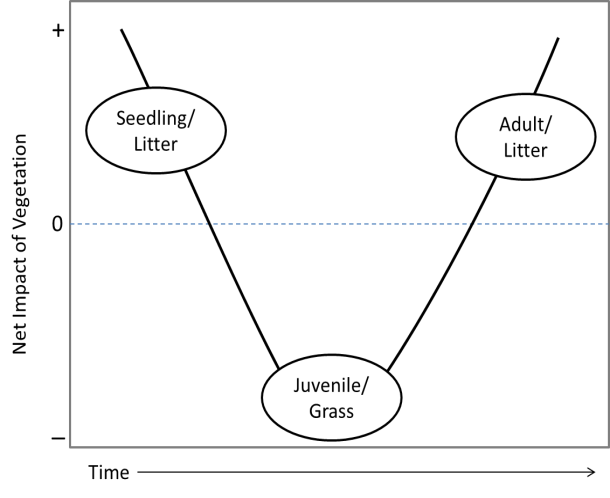 +
Seedling/
Litter
Adult/
Litter
0
Net Impact of Vegetation
Juvenile/
Grass
–
Time